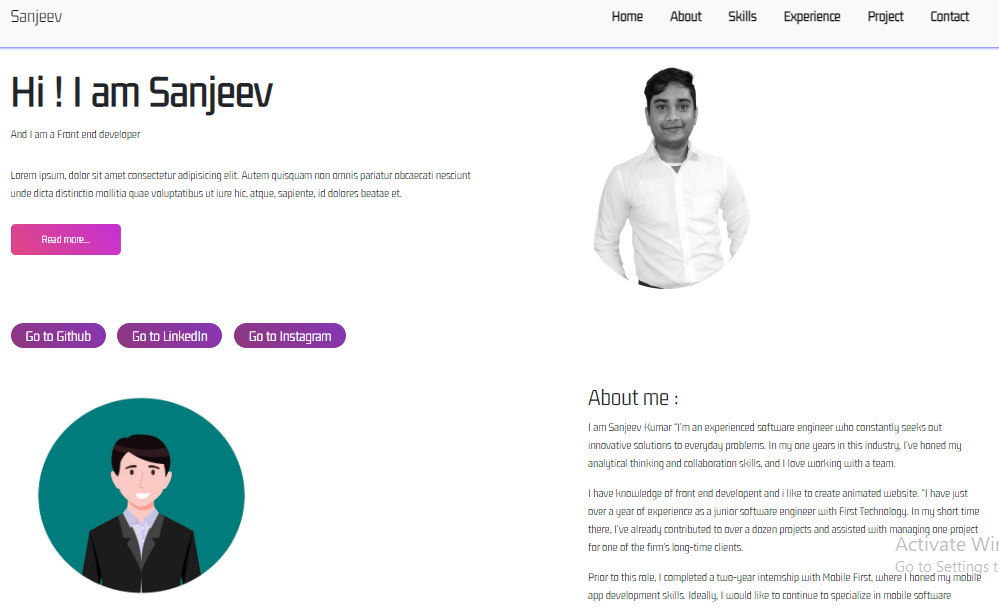 Sanjeev
Home About Skills Experience Project Contact
Hi ! I am Sanjeev
And I am a Front end developer
Lorem ipsum, dolor sit amet consectetur adipisicing elit. Autem quisquam non omnis pariatur obcaecati nesciunt
unde dicta distinctio mollitia quae voluptatibus ut iure hic, atque, sapiente, id dolores beatae et.
Read more...
Go to Github Go to LinkedIn Go to Instagram
About me :
I am Sanjeev Kumar "I'm an experienced software engineer who constantly seeks out
innovative solutions to everyday problems. In my one years in this industry, I've honed my
analytical thinking and collaboration skills, and I love working with a team.
I have knowledge of front end developent and i like to create animated website. "I have just
over a year of experience as a junior software engineer with First Technology. In my short time
there, I've already contributed to over a dozen projects and assisted with managing one project
for one of the firm's long-time clients.
Prior to this role, I completed a two-year internship with Mobile First, where I honed my mobile
app development skills. Ideally, I would like to continue to specialize in mobile software
Activate Wi
Go to Settings t